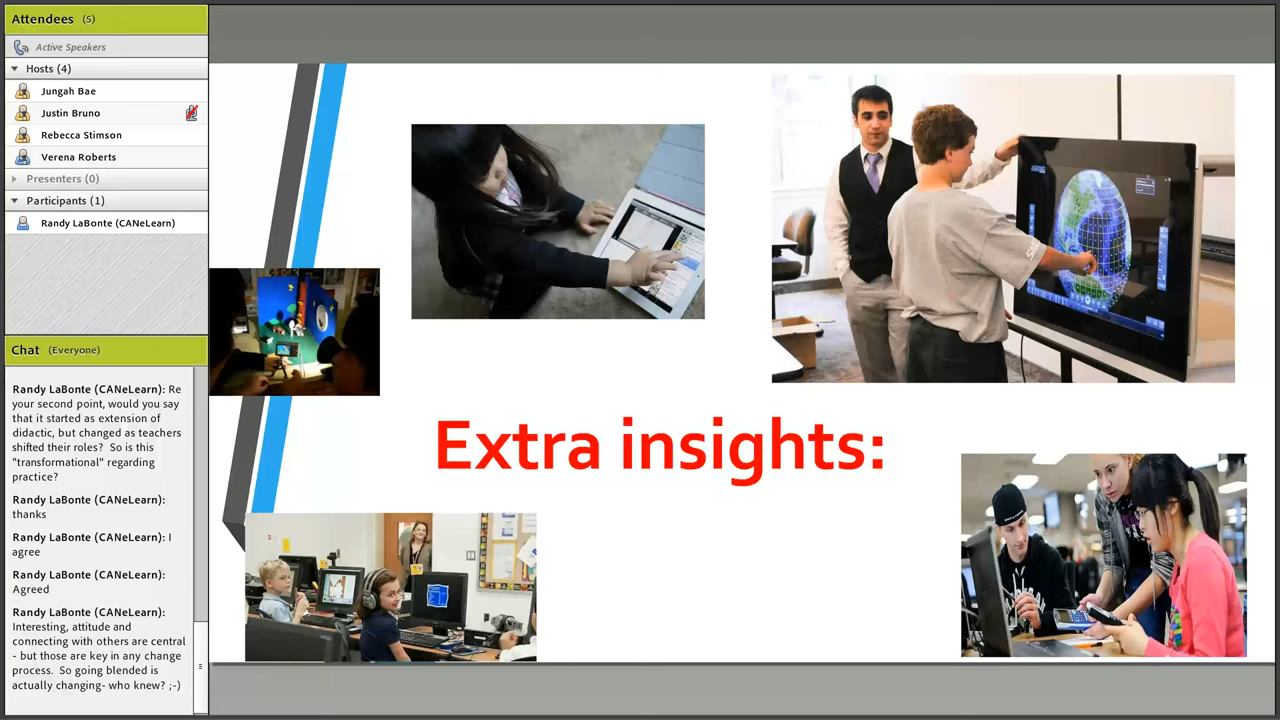 Attendees (5)
Active Speakers
Hosts (4)
Jungah Bae
Justin Bruno
Rebecca Stimson
Verena Roberts
Presenters (0)
Participants (1)
Randy LaBonte (CANeLearn)
Chat (Everyone)
Randy LaBonte (CANeLearn): Re
your second point, would you say
that it started as extension of
didactic, but changed as teachers
shifted their roles? So is this
"transformational" regarding
practice?
Randy LaBonte (CANeLearn):
thanks
Randy LaBonte (CANeLearn): I
agree
Randy LaBonte (CANeLearn):
Agreed
Randy LaBonte (CANeLearn):
Interesting, attitude and
connecting with others are central
- but those are key in any change
process. So going blended is
actually changing- who knew? ;-)
Extra insights: